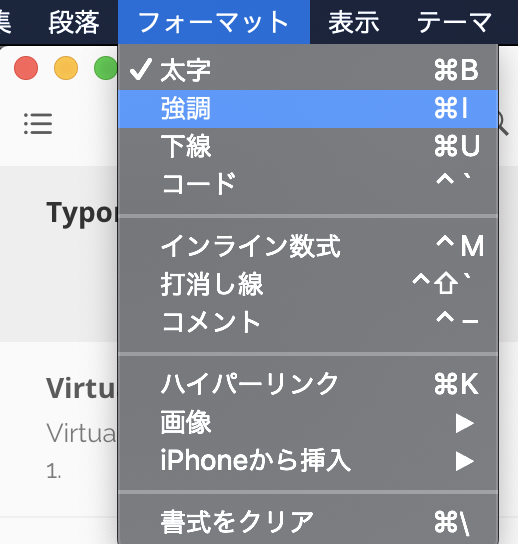 段落 フォーマット 表示 テーマ
太字 ⌘B
強調 ⌘I
下線 ⌘U
コード ^`
インライン数式 ^M
打消し線 ^⇧`
コメント ^−
ハイパーリンク ⌘K
画像 ▶
iPhoneから挿入 ▶
書式をクリア ⌘\
Virtua
1.